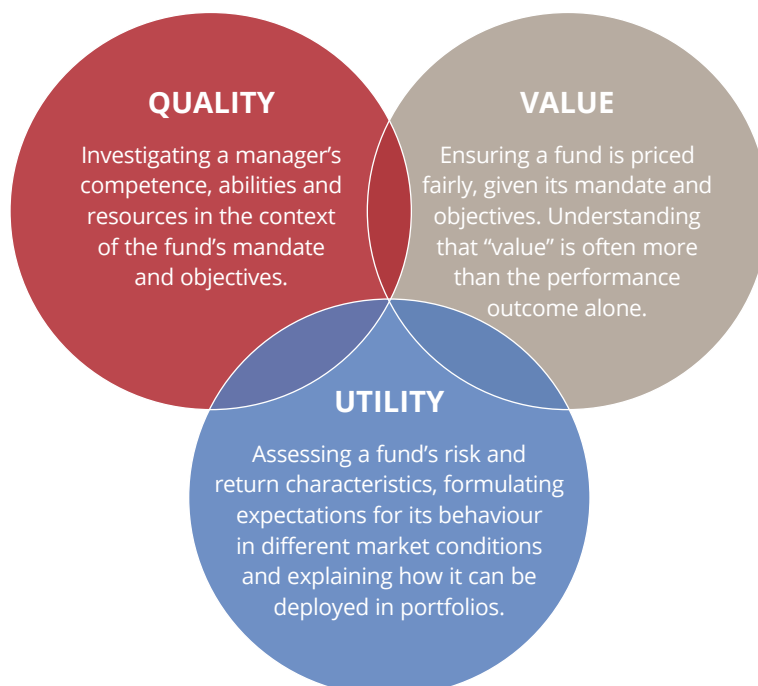 QUALITY
Investigating a manager’s
competence, abilities and
resources in the context
of the fund’s mandate
and objectives.
VALUE
Ensuring a fund is priced
fairly, given its mandate and
objectives. Understanding
that “value” is often more
than the performance
outcome alone.
UTILITY
Assessing a fund’s risk and
return characteristics, formulating
expectations for its behaviour
in different market conditions
and explaining how it can be
deployed in portfolios.